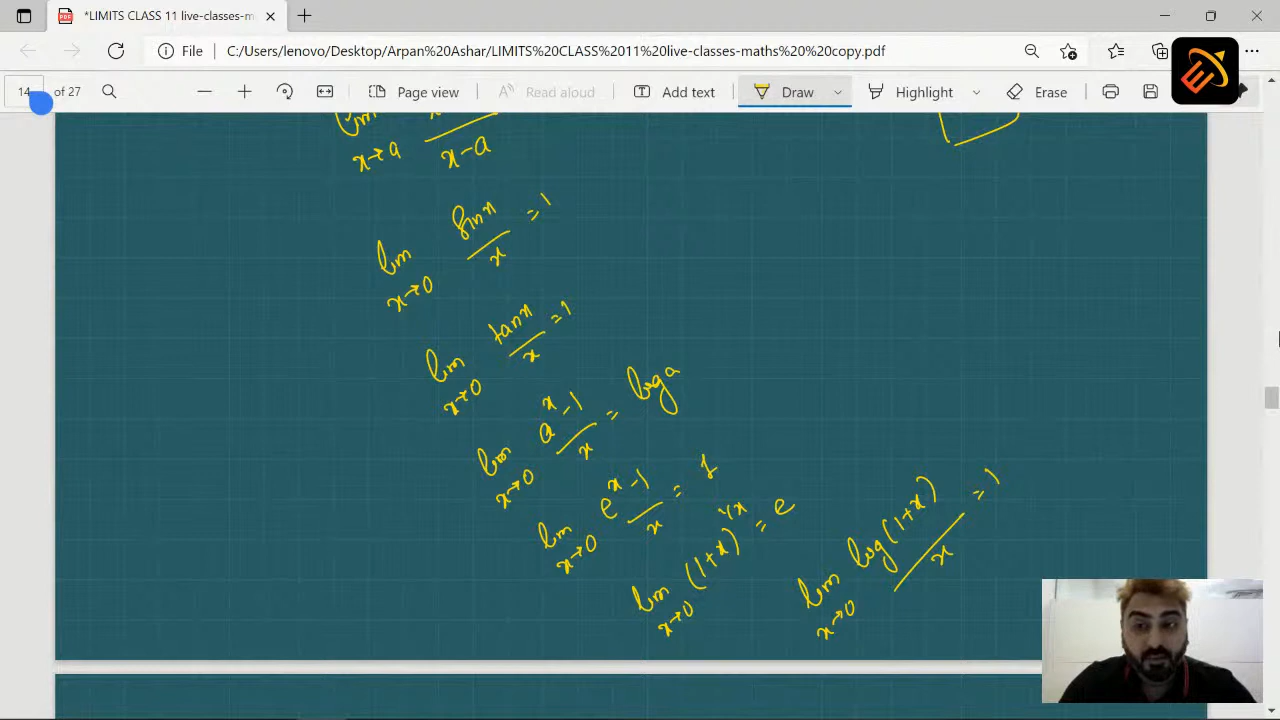 *LIMITS CLASS 11 live-classes-m
File C:/Users/lenovo/Desktop/Arpan%20Ashar/LIMITS%20CLASS%2011%20live-classes-maths%20%20copy.pdf
14 of 27 Page view Read aloud Add text Draw Highlight Erase
lim x→a x-a
lim x→0 sinx/x = 1
lim x→0 tanx/x = 1
lim x→0 a^x-1/x = log a
lim x→0 e^x-1/x = 1
lim x→0 (1+x)^1/x = e
lim x→0 log(1+x)/x = 1